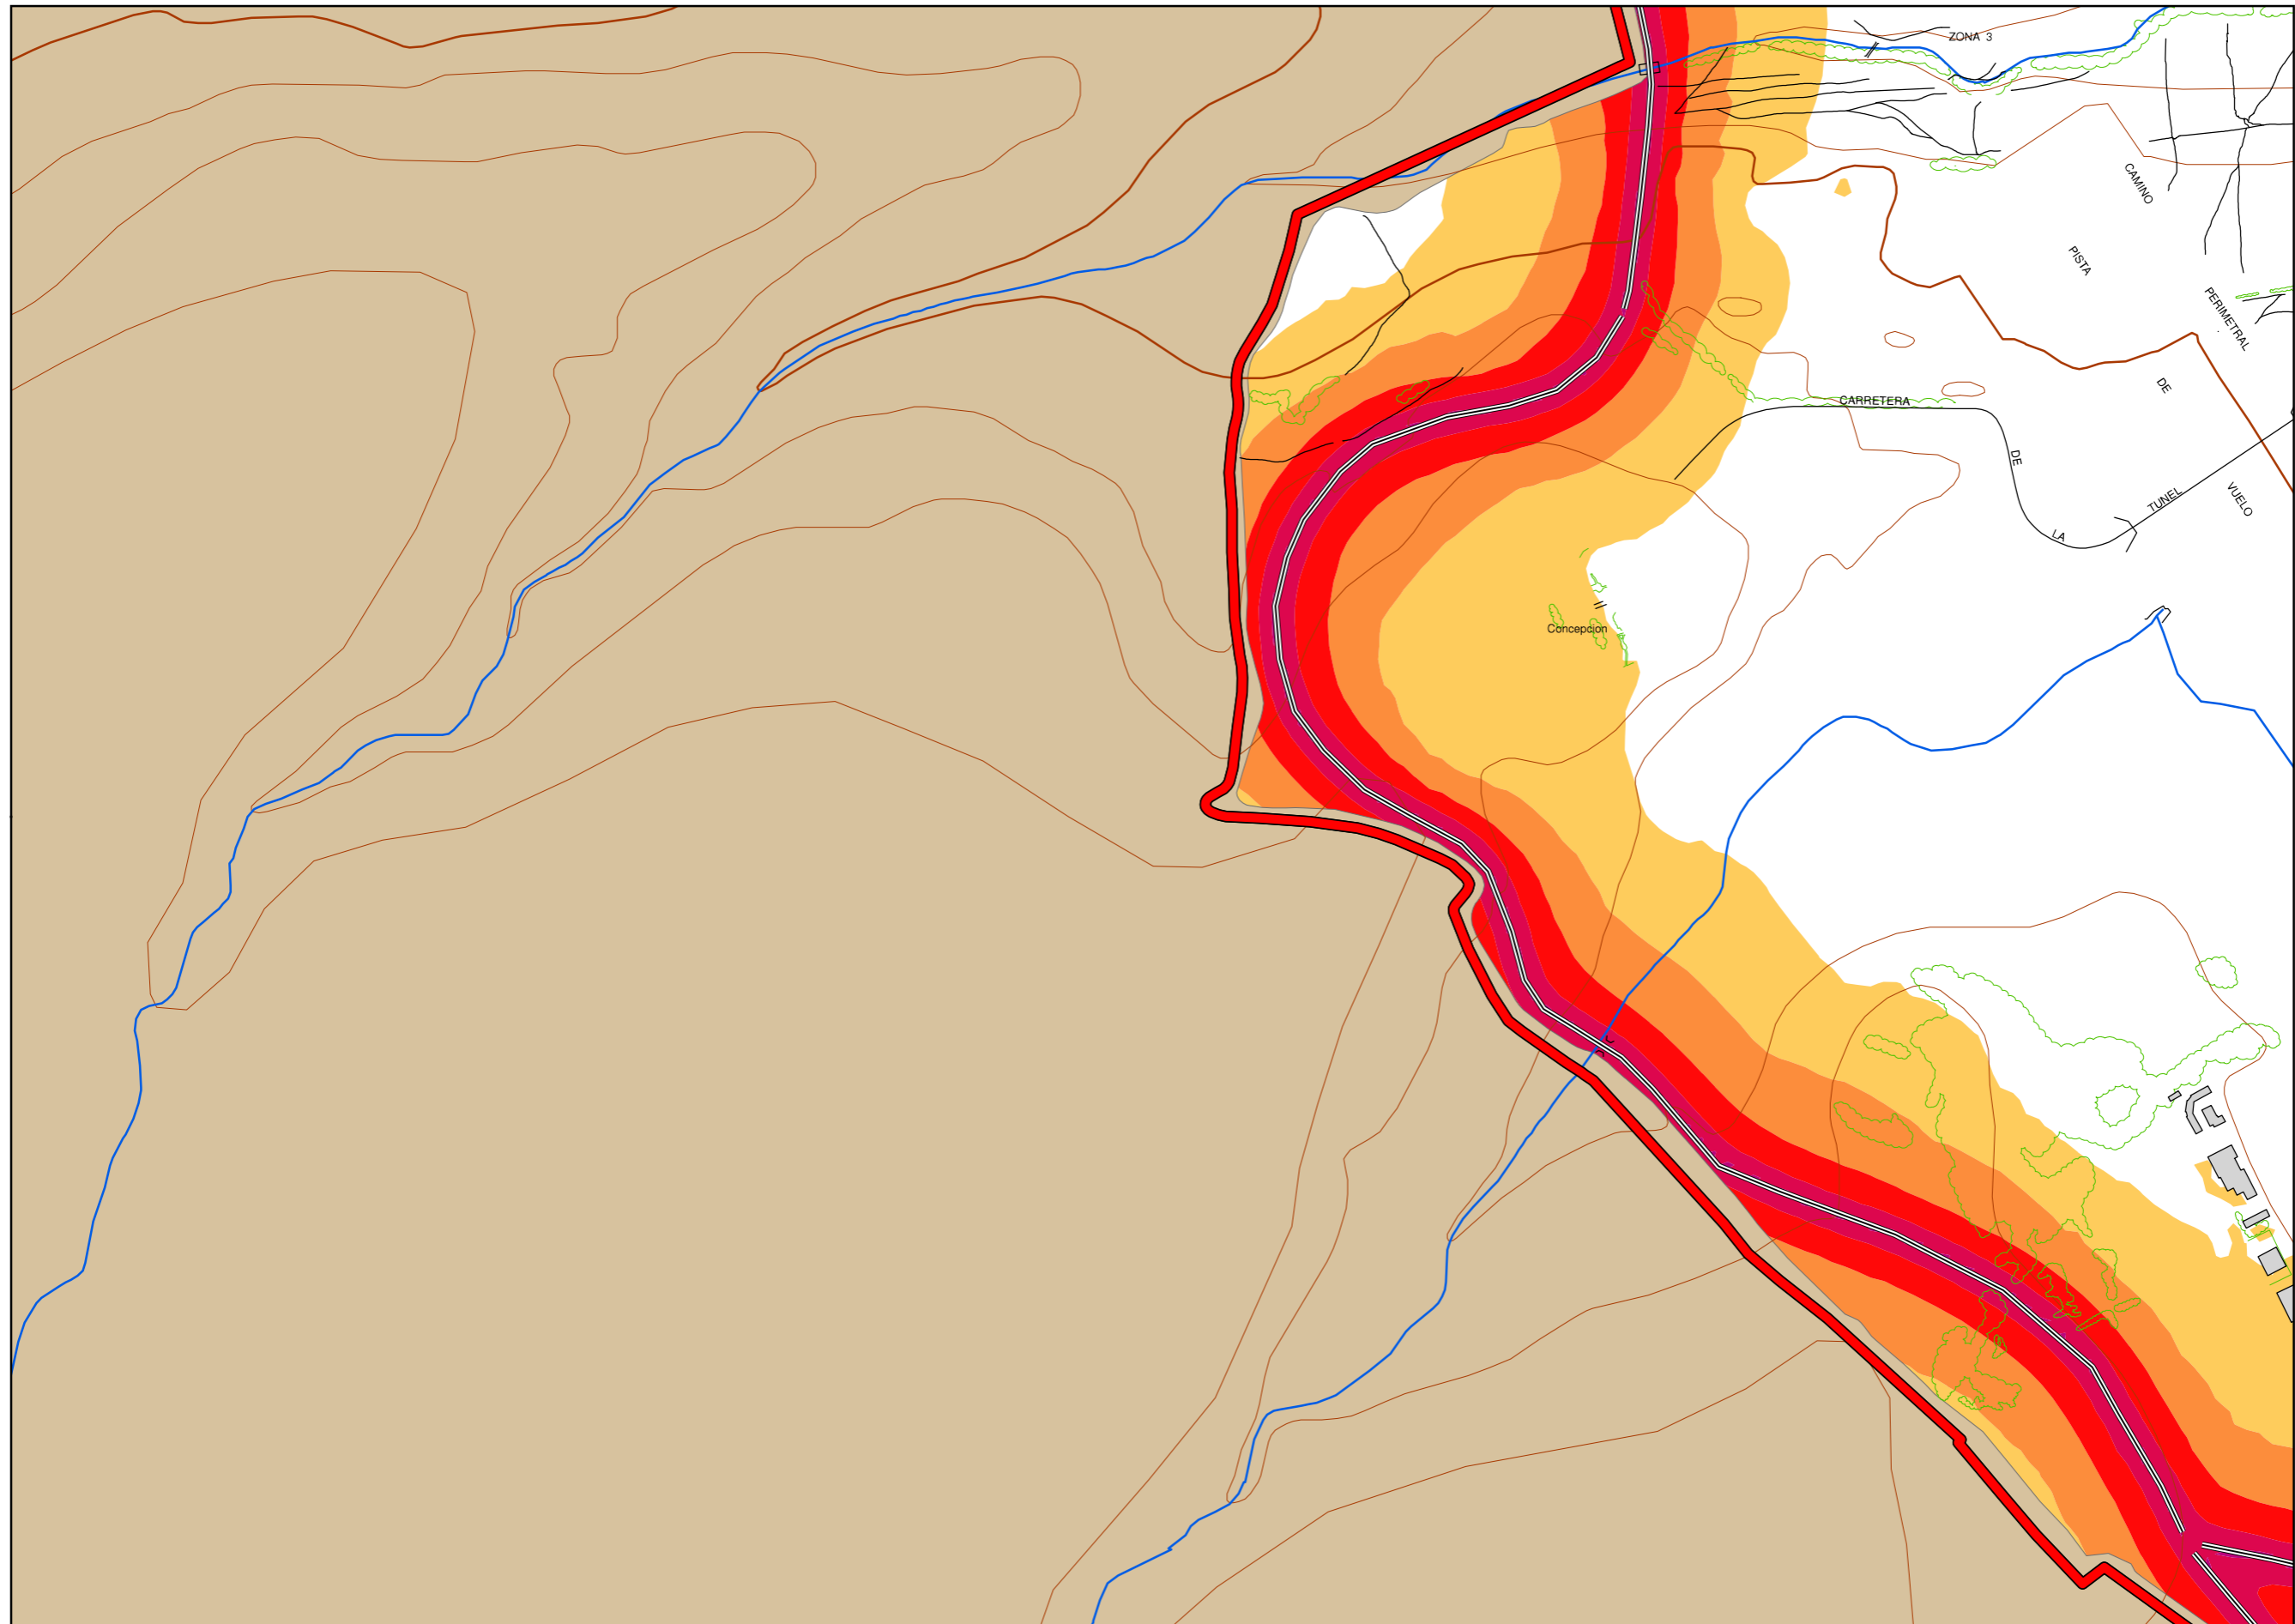 ZONA 3
CAMINO
PISTA
PERIMETRAL
DE
CARRETERA
DE
TUNEL
VUELO
LA
Concepcion